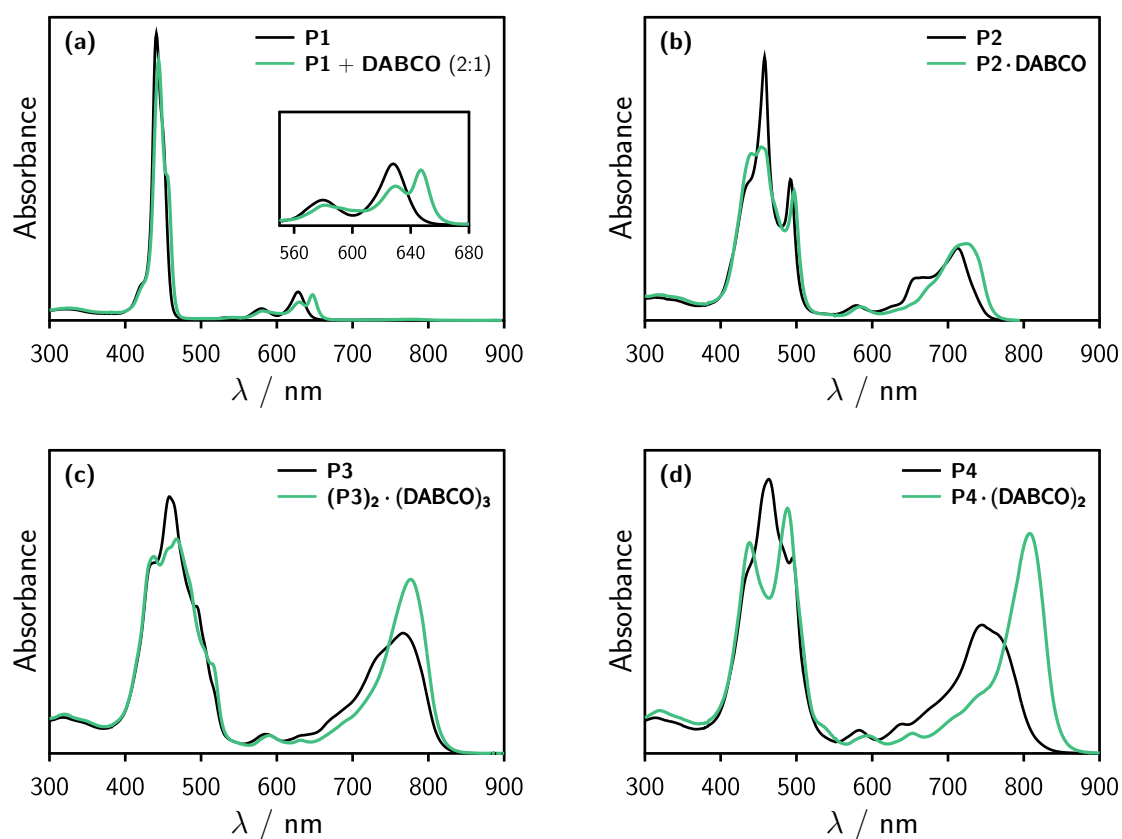 (a)
P1
P1 + DABCO (2:1)
560 600 640 680
Absorbance
300 400 500 600 700 800 900
λ / nm
(b)
P2
P2·DABCO
Absorbance
300 400 500 600 700 800 900
λ / nm
(c)
P3
(P3)₂·(DABCO)₃
Absorbance
300 400 500 600 700 800 900
λ / nm
(d)
P4
P4·(DABCO)₂
Absorbance
300 400 500 600 700 800 900
λ / nm